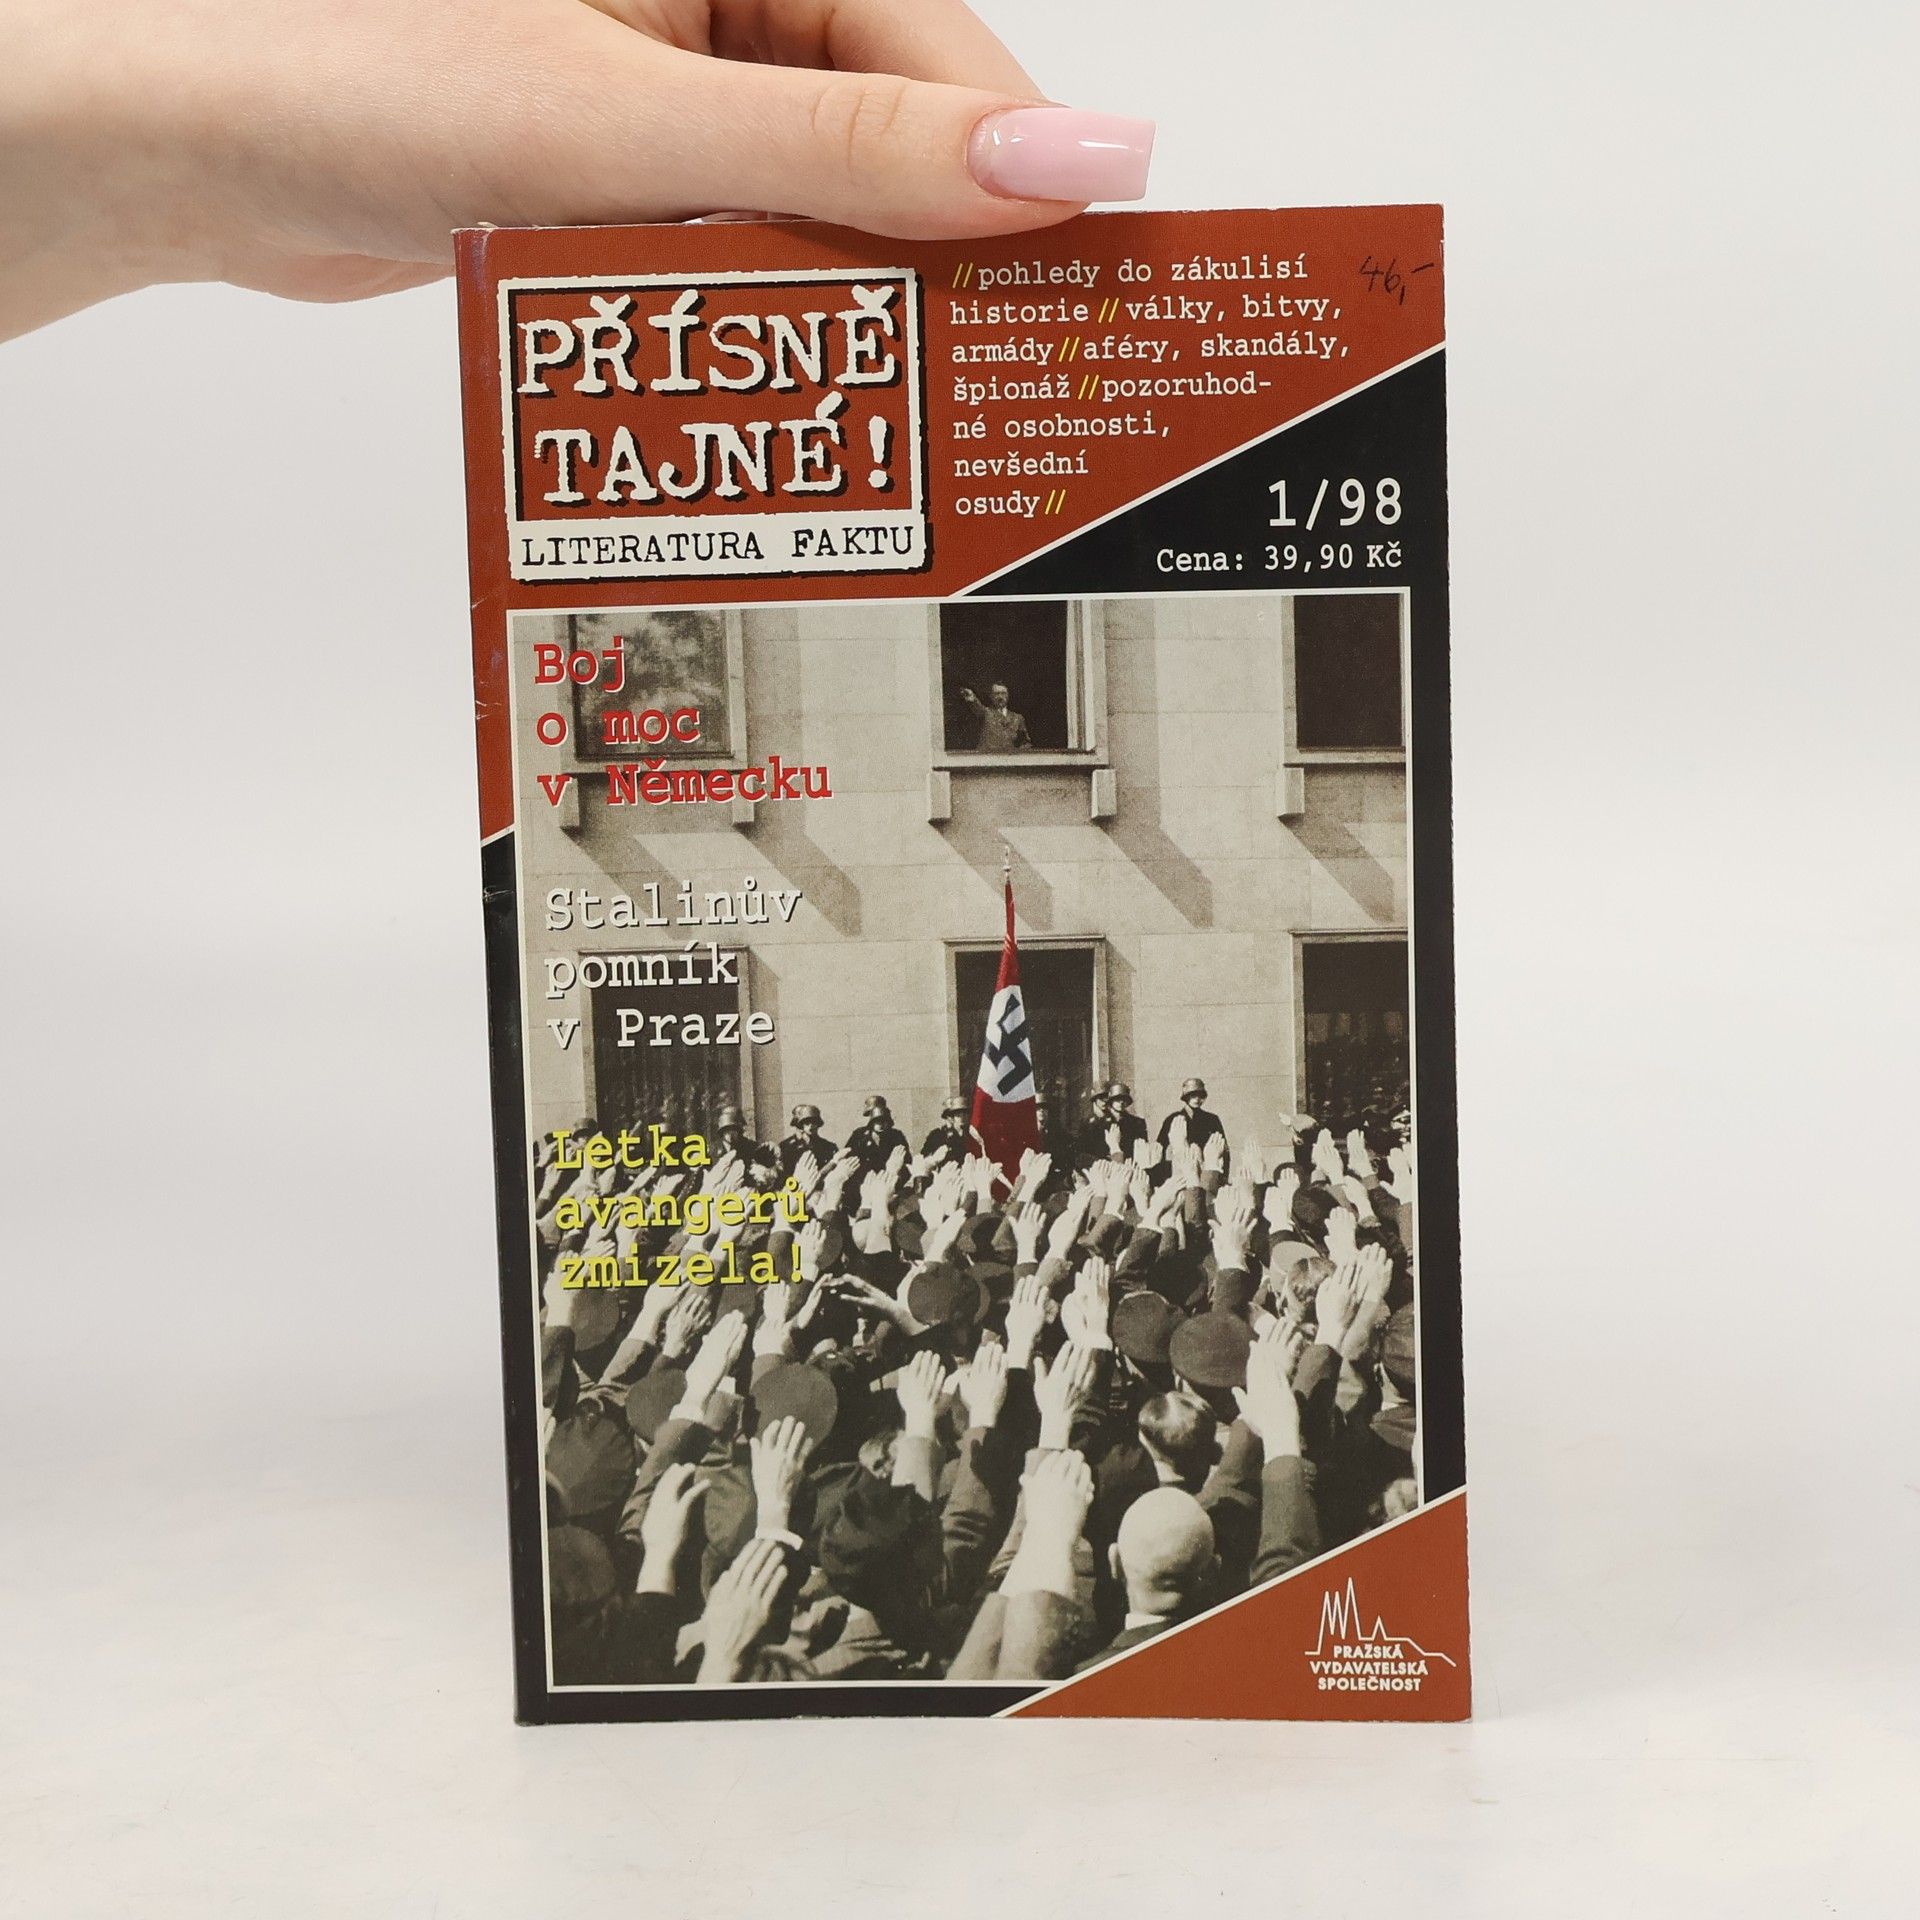 PŘÍSNĚ
TAJNÉ!
LITERATURA FAKTU
//pohledy do zákulisí
historie//války, bitvy,
armády//aféry, skandály,
špionáž//pozoruhod-
né osobnosti,
nevšední
osudy//
46,-
1/98
Cena: 39,90 Kč
Boj
o moc
v Německu
Stalinův
pomník
v Praze
Letka
avangerů
zmizela!
PRAŽSKÁ
VYDAVATELSKÁ
SPOLEČNOST